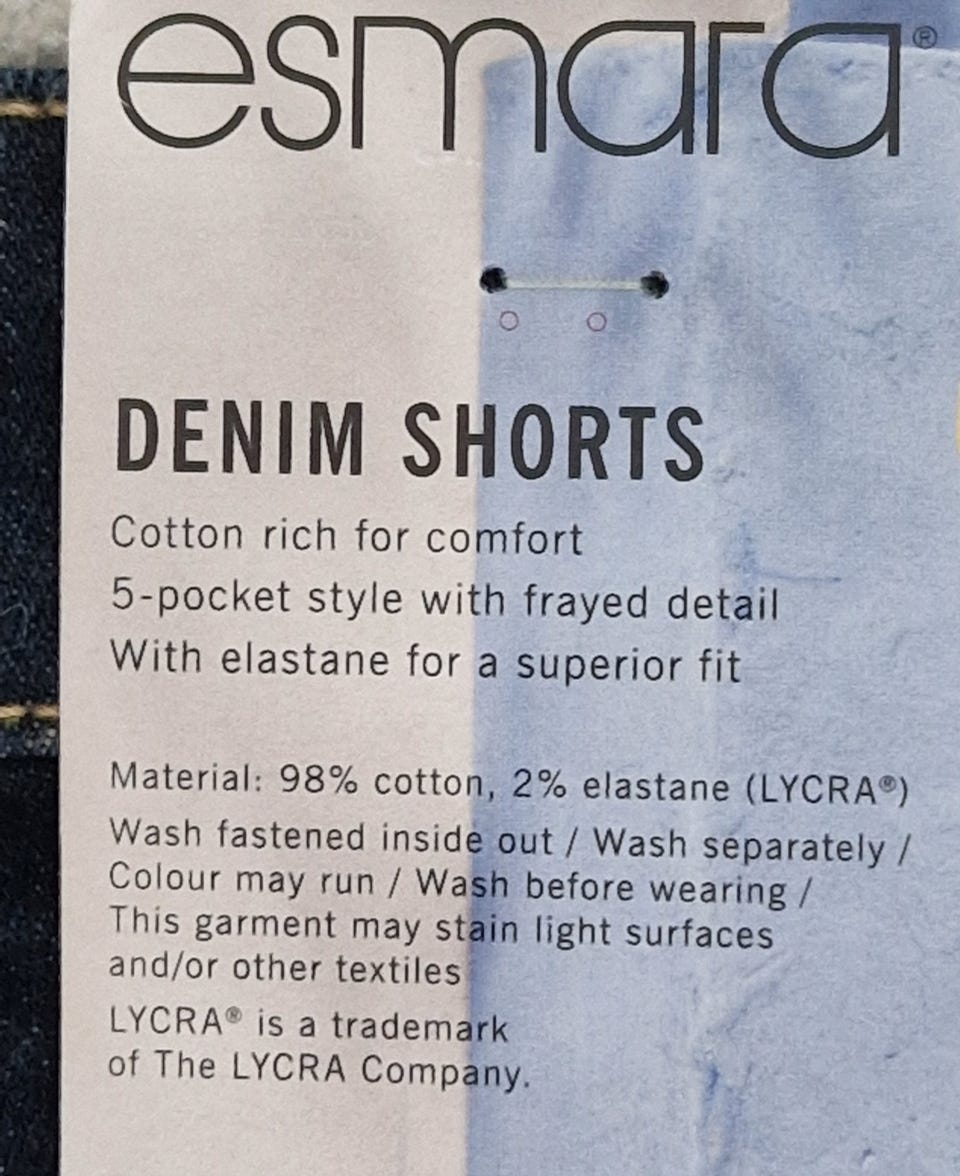 esmara®
DENIM SHORTS
Cotton rich for comfort
5-pocket style with frayed detail
With elastane for a superior fit
Material: 98% cotton, 2% elastane (LYCRA®)
Wash fastened inside out / Wash separately /
Colour may run / Wash before wearing /
This garment may stain light surfaces
and/or other textiles
LYCRA® is a trademark
of The LYCRA Company.